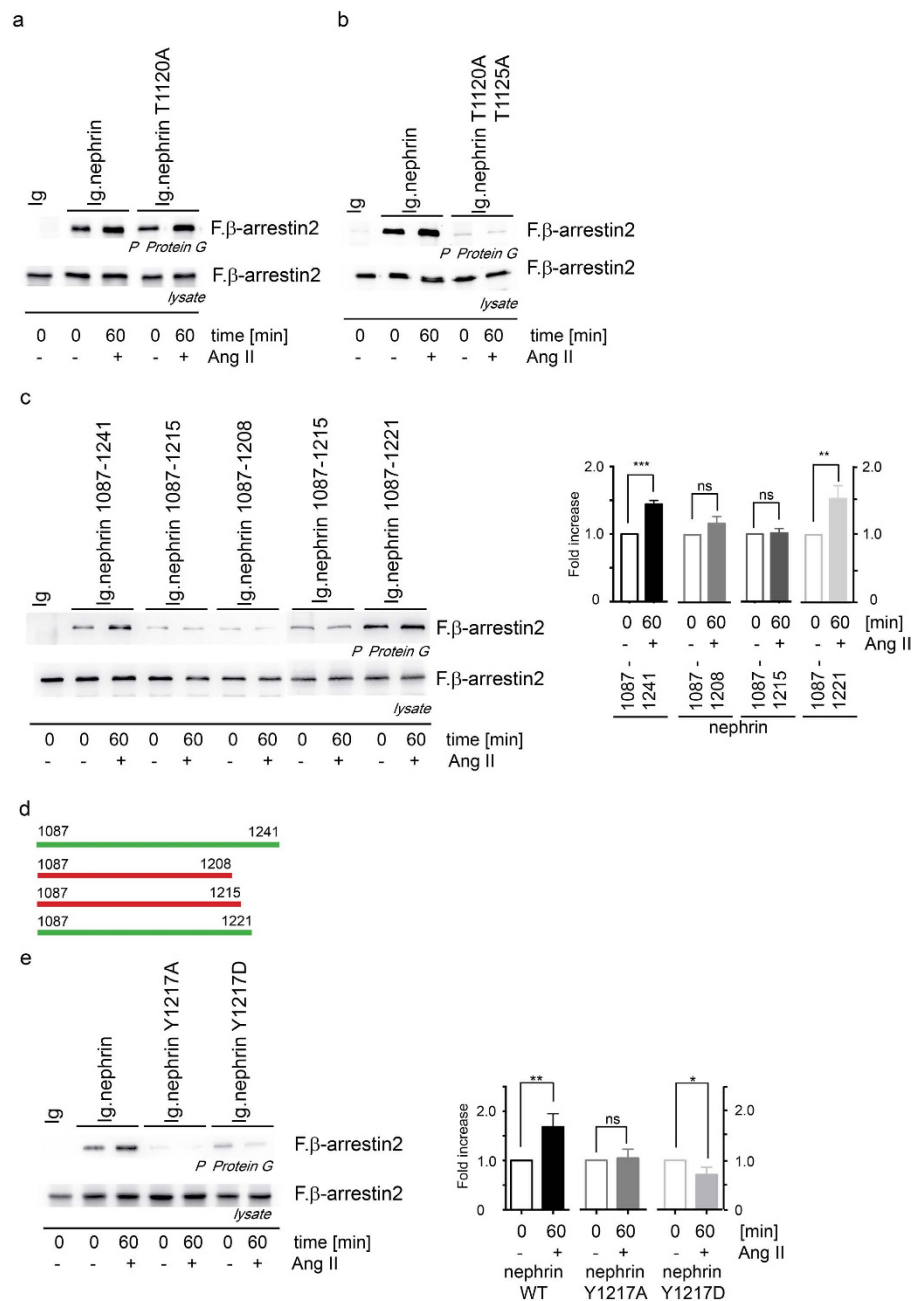 a
Ig
Ig.nephrin
Ig.nephrin T1120A
F.β-arrestin2
P Protein G
F.β-arrestin2
lysate
0 0 60 0 60 time [min]
- - + - + Ang II
b
Ig
Ig.nephrin
Ig.nephrin T1120A
T1125A
F.β-arrestin2
P Protein G
F.β-arrestin2
lysate
0 0 60 0 60 time [min]
- - + - + Ang II
c
Ig
Ig.nephrin 1087-1241
Ig.nephrin 1087-1215
Ig.nephrin 1087-1208
Ig.nephrin 1087-1215
Ig.nephrin 1087-1221
F.β-arrestin2
P Protein G
F.β-arrestin2
lysate
0 0 60 0 60 0 60 0 60 0 60 time [min]
- - + - + - + - + - + Ang II
Fold increase
2.0
1.0
0
*** ns ns **
2.0
1.0
0
0 60 0 60 0 60 0 60 [min]
- + - + - + - + Ang II
1087 -
1241
1087 -
1208
1087 -
1215
1087 -
1221
nephrin
d
1087 1241
1087 1208
1087 1215
1087 1221
e
Ig
Ig.nephrin
Ig.nephrin Y1217A
Ig.nephrin Y1217D
F.β-arrestin2
P Protein G
F.β-arrestin2
lysate
0 0 60 0 60 0 60 time [min]
- - + - + - + Ang II
Fold increase
2.0
1.0
0
** ns *
2.0
1.0
0
0 60 0 60 0 60 [min]
- + - + - + Ang II
nephrin nephrin nephrin
WT Y1217A Y1217D